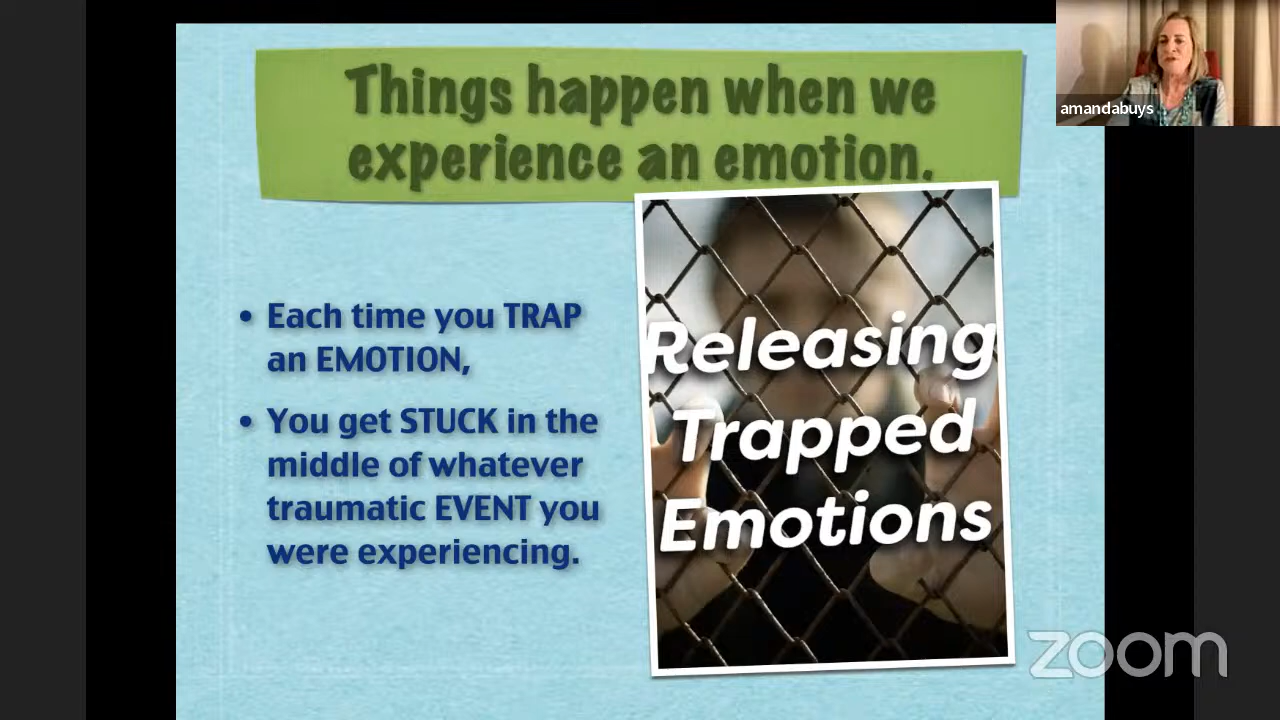 Things happen when we
experience an emotion.
amandabuys
• Each time you TRAP
an EMOTION,
• You get STUCK in the
middle of whatever
traumatic EVENT you
were experiencing.
Releasing
Trapped
Emotions
zoom